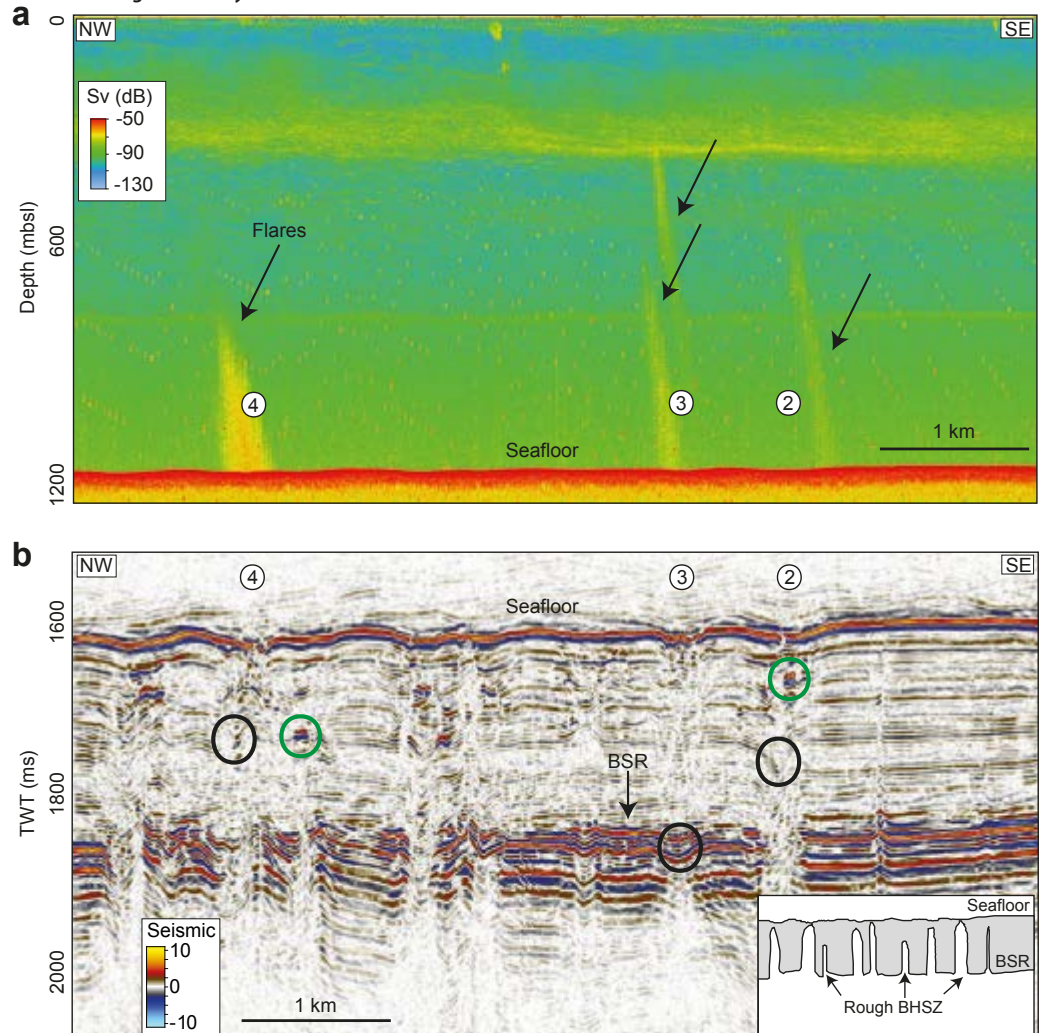 a
NW
SE
0
Sv (dB)
-50
-90
-130
Depth (mbsl)
600
1200
Flares
4
3
2
1 km
Seafloor
b
NW
SE
4
3
2
Seafloor
1600
TWT (ms)
1800
2000
BSR
Seismic
10
0
-10
1 km
Seafloor
BSR
Rough BHSZ